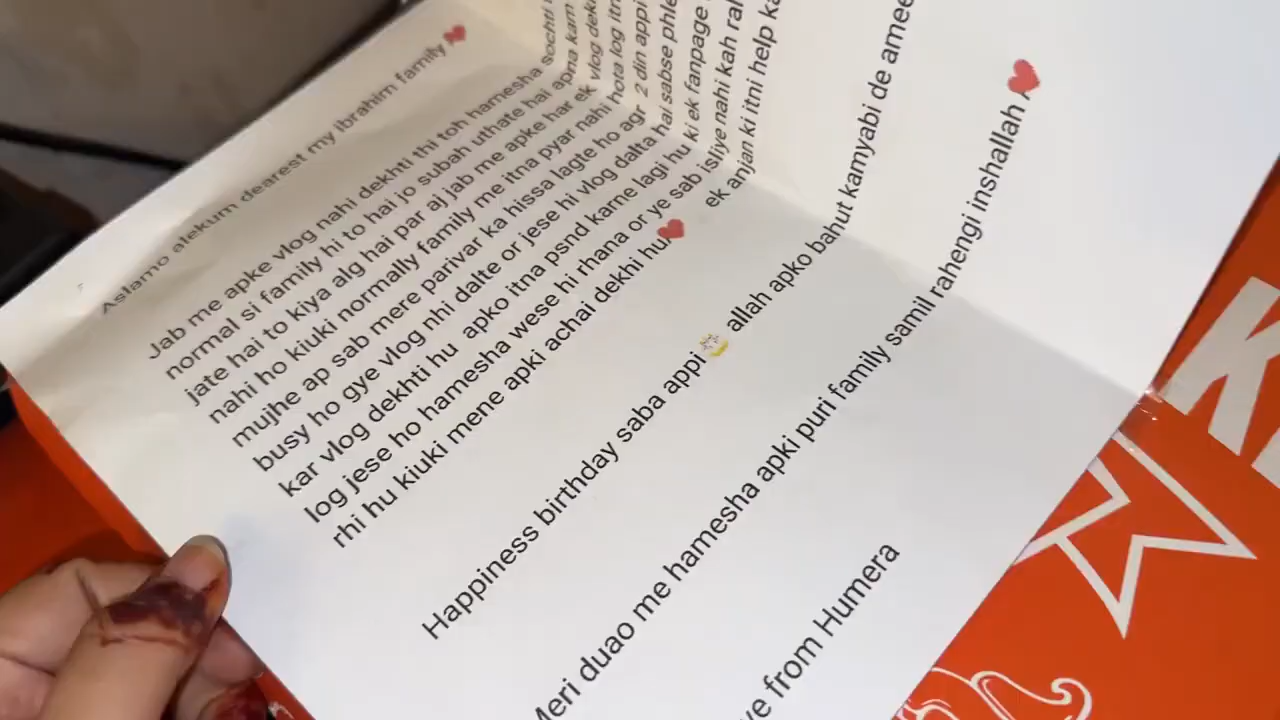 Aslamo alekum dearest my ibrahim family ❤
Jab me apke vlog nahi dekhti thi toh hamesha sochti
normal si family hi to hai jo subah uthate hai apna kam
jate hai to kiya alg hai par aj jab me apke har ek vlog
nahi ho kiuki normally family me itna pyar nahi hota log
mujhe ap sab mere parivar ka hissa lagte ho agr 2 din appi
busy ho gye vlog nhi dalte or jese hi vlog dalta hai sabse phle
kar vlog dekhti hu apko itna psnd karne lagi hu ki ek fanpage
log jese ho hamesha wese hi rhana or ye sab isliye nahi kah
rhi hu kiuki mene apki achai dekhi hu❤ ek anjan ki itni help
Happiness birthday saba appi allah apko bahut kamyabi de
Meri duao me hamesha apki puri family samil rahengi inshallah ❤
from Humera